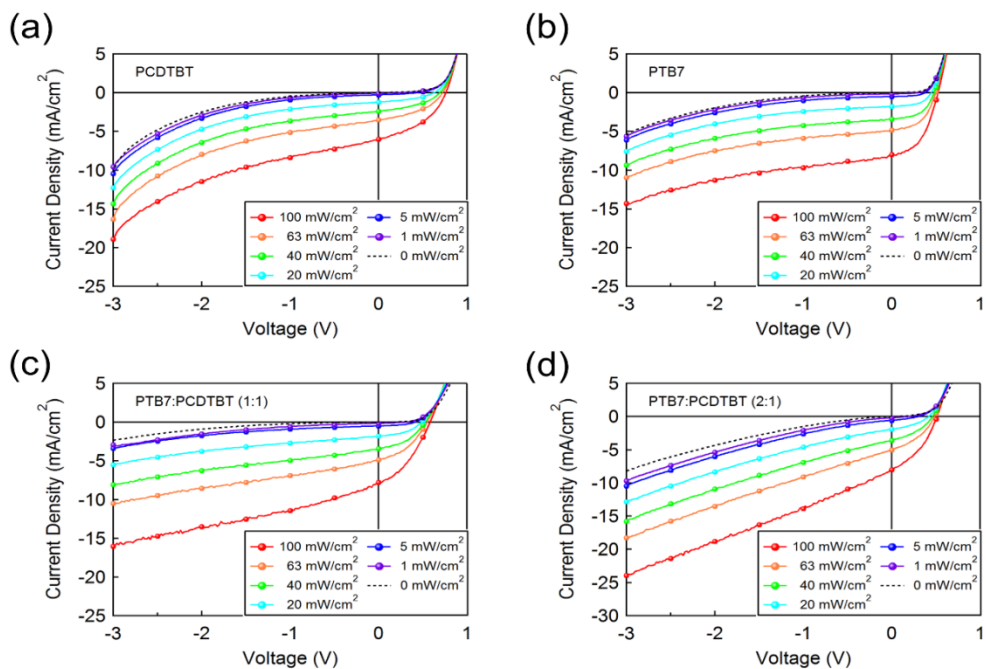 (a)
PCDTBT
Current Density (mA/cm²)
5
0
-5
-10
-15
-20
-25
100 mW/cm²
63 mW/cm²
40 mW/cm²
20 mW/cm²
5 mW/cm²
1 mW/cm²
0 mW/cm²
-3
-2
-1
0
1
Voltage (V)
(b)
PTB7
Current Density (mA/cm²)
5
0
-5
-10
-15
-20
-25
100 mW/cm²
63 mW/cm²
40 mW/cm²
20 mW/cm²
5 mW/cm²
1 mW/cm²
0 mW/cm²
-3
-2
-1
0
1
Voltage (V)
(c)
PTB7:PCDTBT (1:1)
Current Density (mA/cm²)
5
0
-5
-10
-15
-20
-25
100 mW/cm²
63 mW/cm²
40 mW/cm²
20 mW/cm²
5 mW/cm²
1 mW/cm²
0 mW/cm²
-3
-2
-1
0
1
Voltage (V)
(d)
PTB7:PCDTBT (2:1)
Current Density (mA/cm²)
5
0
-5
-10
-15
-20
-25
-30
100 mW/cm²
63 mW/cm²
40 mW/cm²
20 mW/cm²
5 mW/cm²
1 mW/cm²
0 mW/cm²
-3
-2
-1
0
1
Voltage (V)